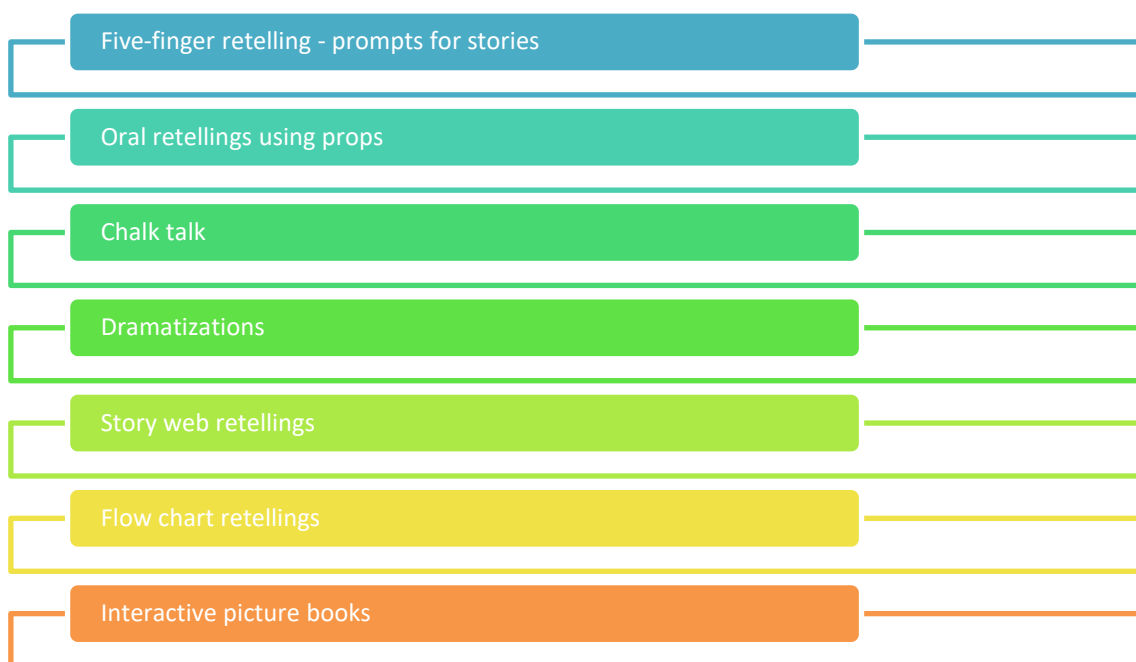 Five-finger retelling - prompts for stories
Oral retellings using props
Chalk talk
Dramatizations
Story web retellings
Flow chart retellings
Interactive picture books